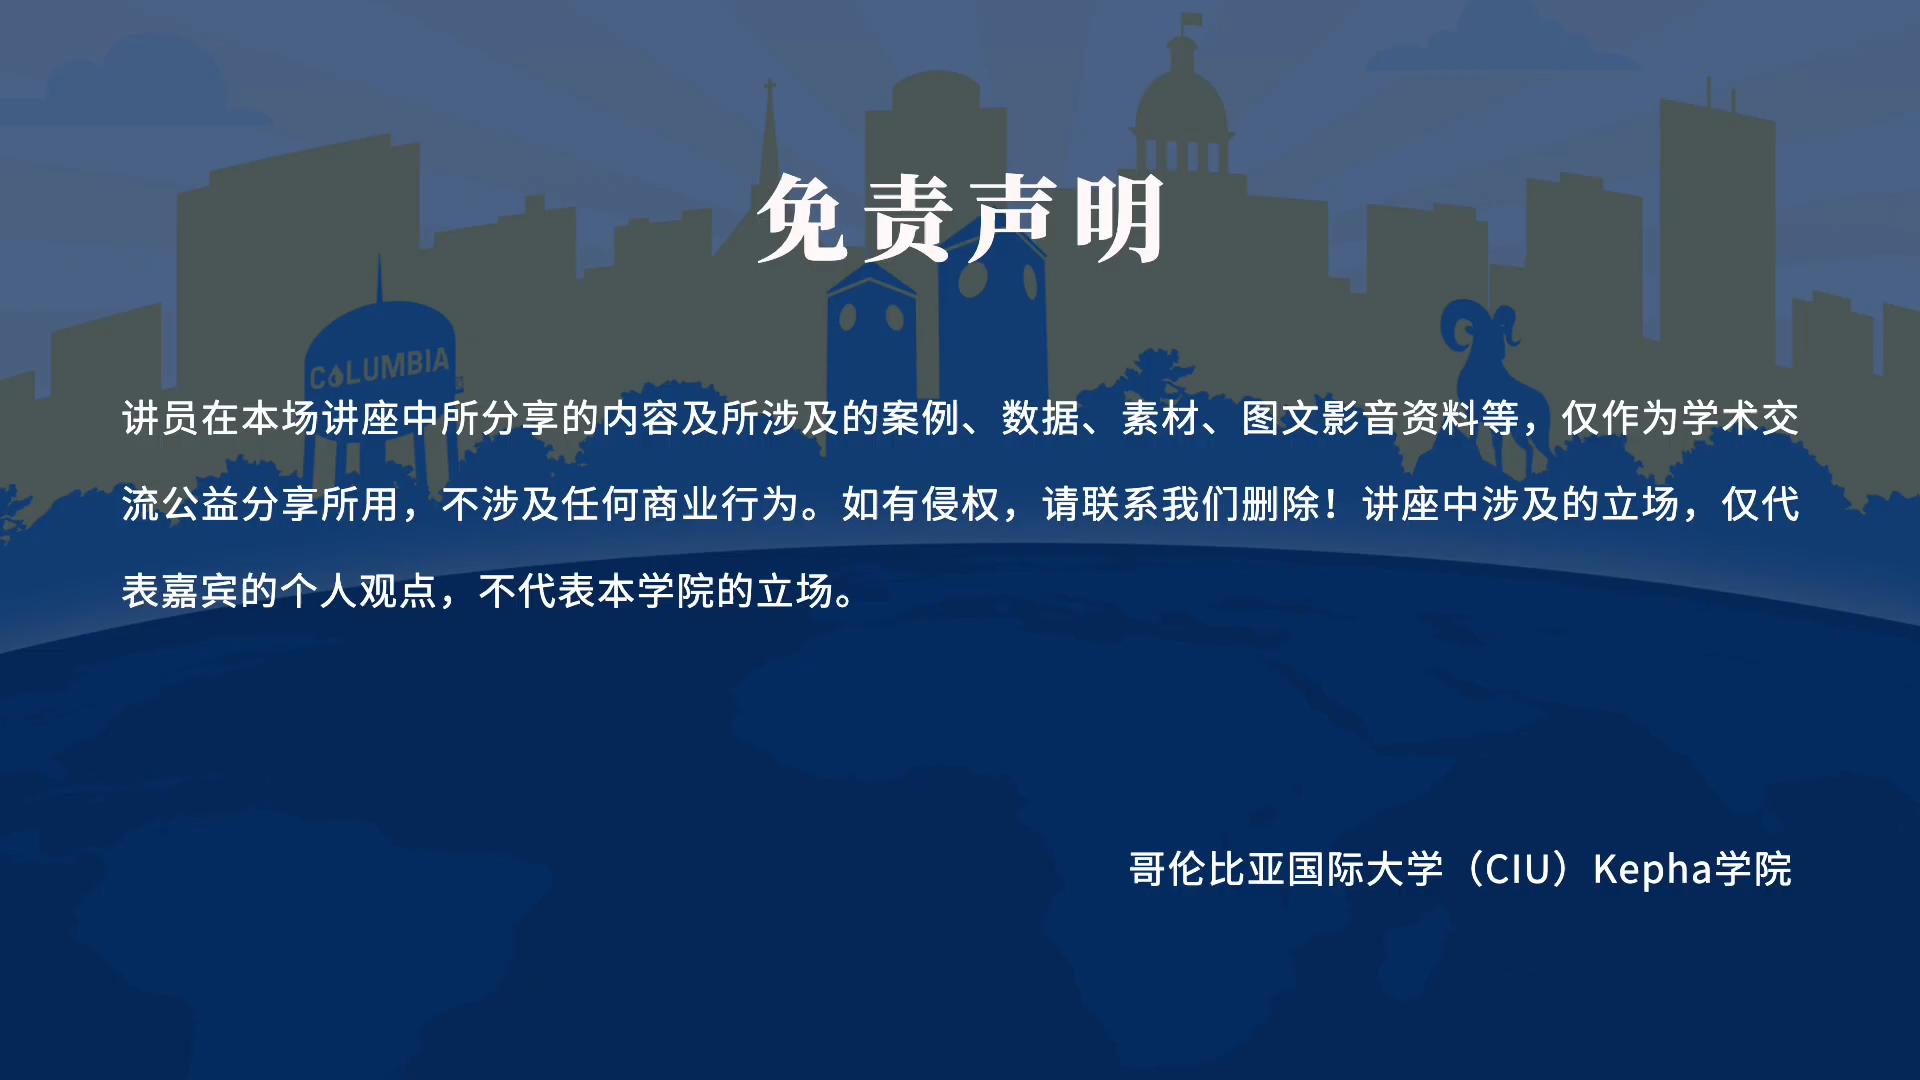 免责声明
COLUMBIA
讲员在本场讲座中所分享的内容及所涉及的案例、数据、素材、图文影音资料等，仅作为学术交
流公益分享所用，不涉及任何商业行为。如有侵权，请联系我们删除！讲座中涉及的立场，仅代
表嘉宾的个人观点，不代表本学院的立场。
哥伦比亚国际大学（CIU）Kepha学院